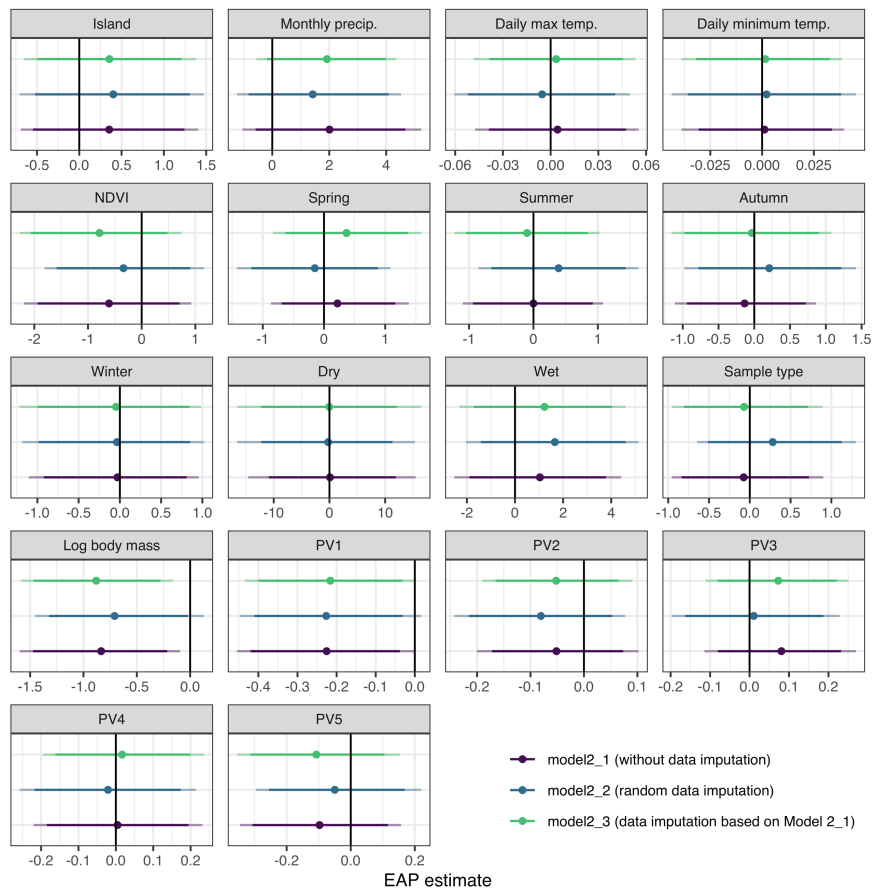 Island Monthly precip. Daily max temp. Daily minimum temp.
-0.5 0.0 0.5 1.0 1.5 0 2 4 -0.06 -0.03 0.00 0.03 0.06 -0.025 0.000 0.025
NDVI Spring Summer Autumn
-2 -1 0 1 -1 0 1 -1 0 1 -1.0 -0.5 0.0 0.5 1.0 1.5
Winter Dry Wet Sample type
-1.0 -0.5 0.0 0.5 1.0 -10 0 10 -2 0 2 4 -1.0 -0.5 0.0 0.5 1.0
Log body mass PV1 PV2 PV3
-1.5 -1.0 -0.5 0.0 -0.4 -0.3 -0.2 -0.1 0.0 -0.2 -0.1 0.0 0.1 -0.2 -0.1 0.0 0.1 0.2
PV4 PV5
-0.2 -0.1 0.0 0.1 0.2 -0.2 0.0 0.2
model2_1 (without data imputation)
model2_2 (random data imputation)
model2_3 (data imputation based on Model 2_1)
EAP estimate